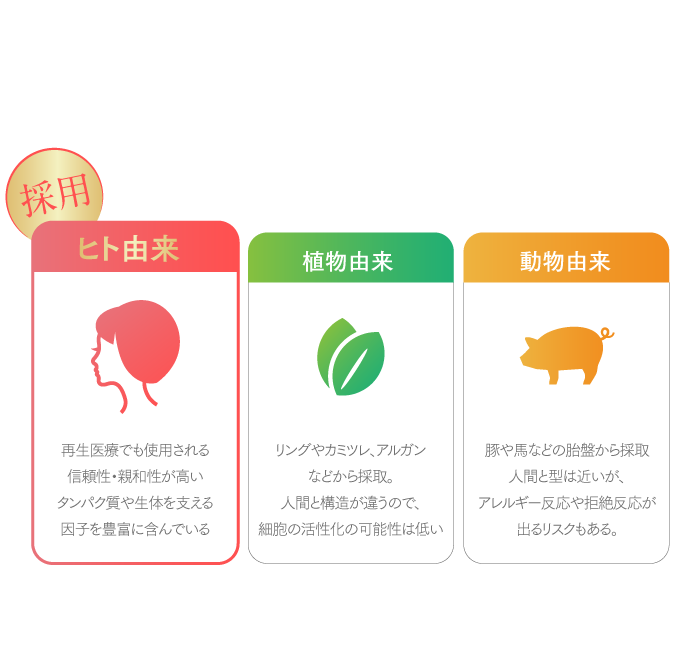 採用
ヒト由来
再生医療でも使用される
信頼性・親和性が高い
タンパク質や生体を支える
因子を豊富に含んでいる
植物由来
リングやカミツレ、アルガン
などから採取。
人間と構造が違うので、
細胞の活性化の可能性は低い
動物由来
豚や馬などの胎盤から採取
人間と型は近いが、
アレルギー反応や拒絶反応が
出るリスクもある。